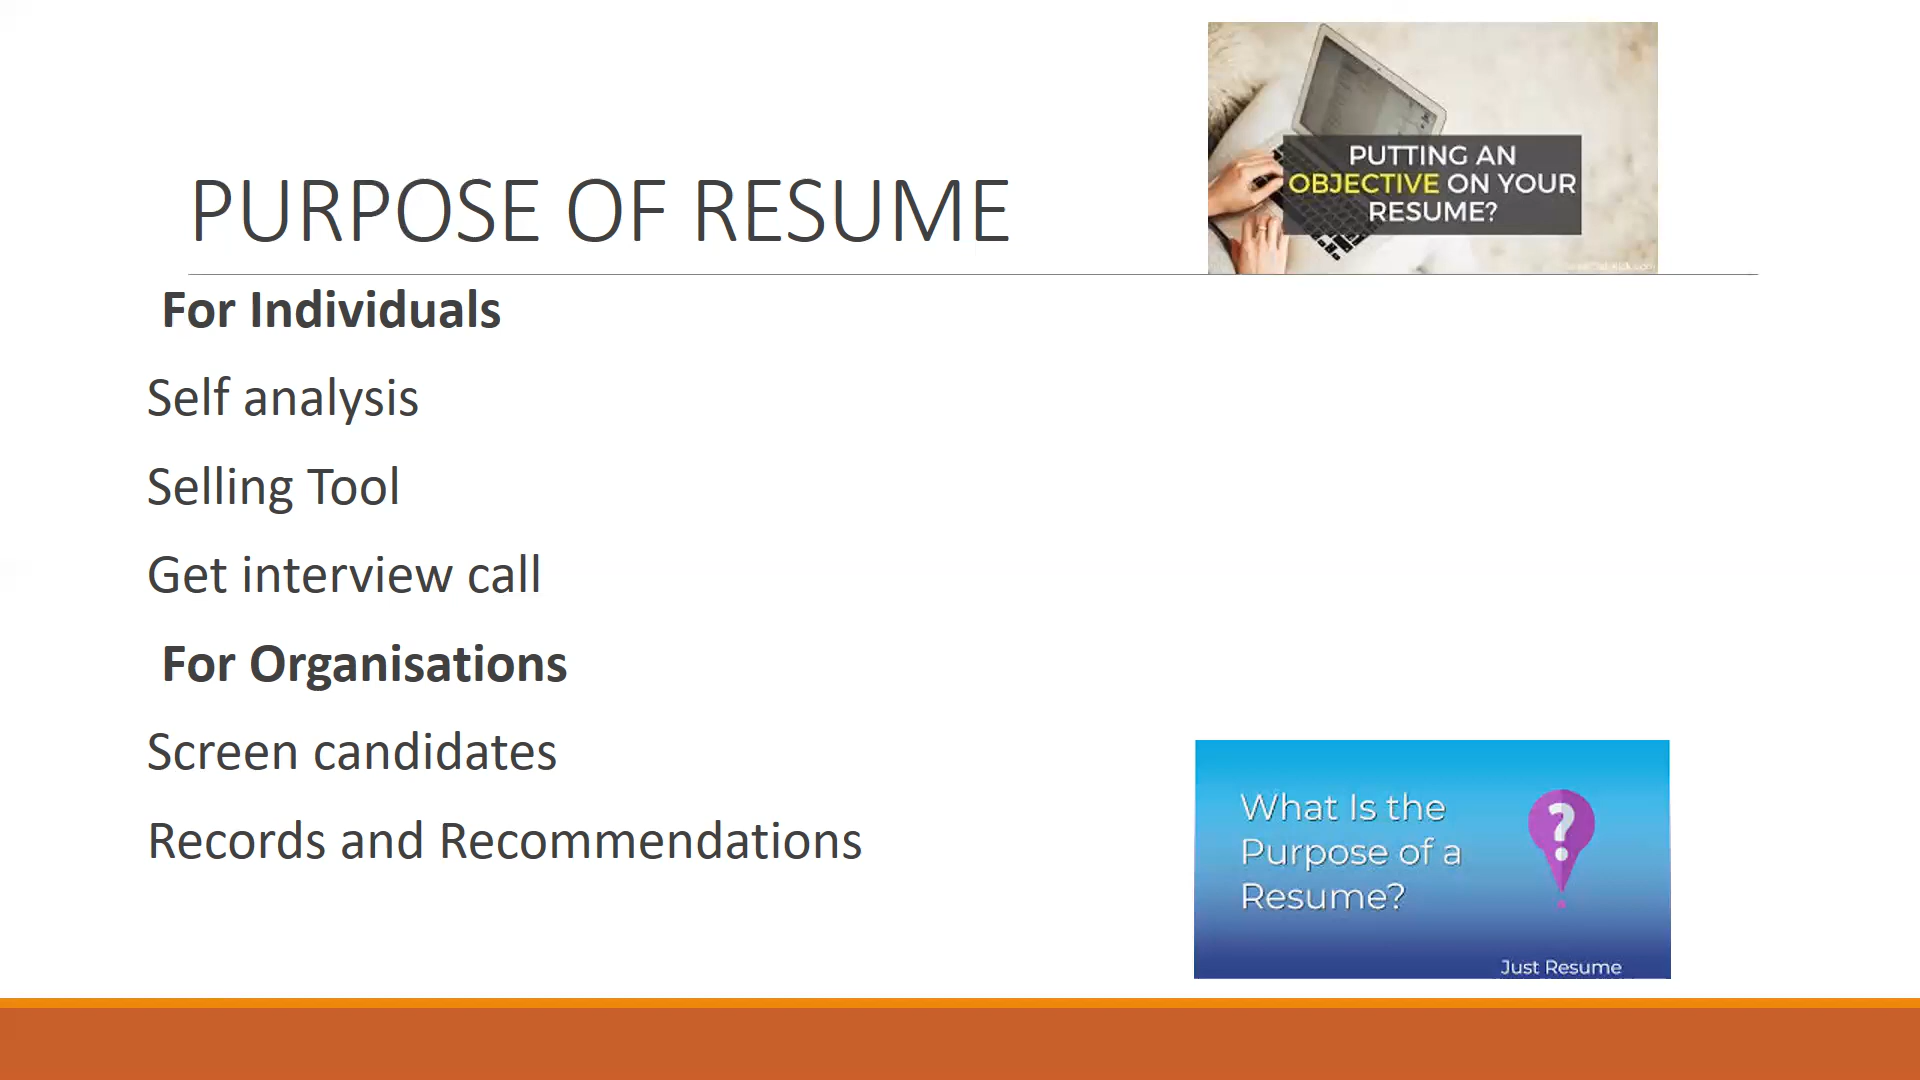 PURPOSE OF RESUME
PUTTING AN
OBJECTIVE ON YOUR
RESUME?
For Individuals
Self analysis
Selling Tool
Get interview call
For Organisations
Screen candidates
Records and Recommendations
What Is the
Purpose of a
Resume?
?
Just Resume